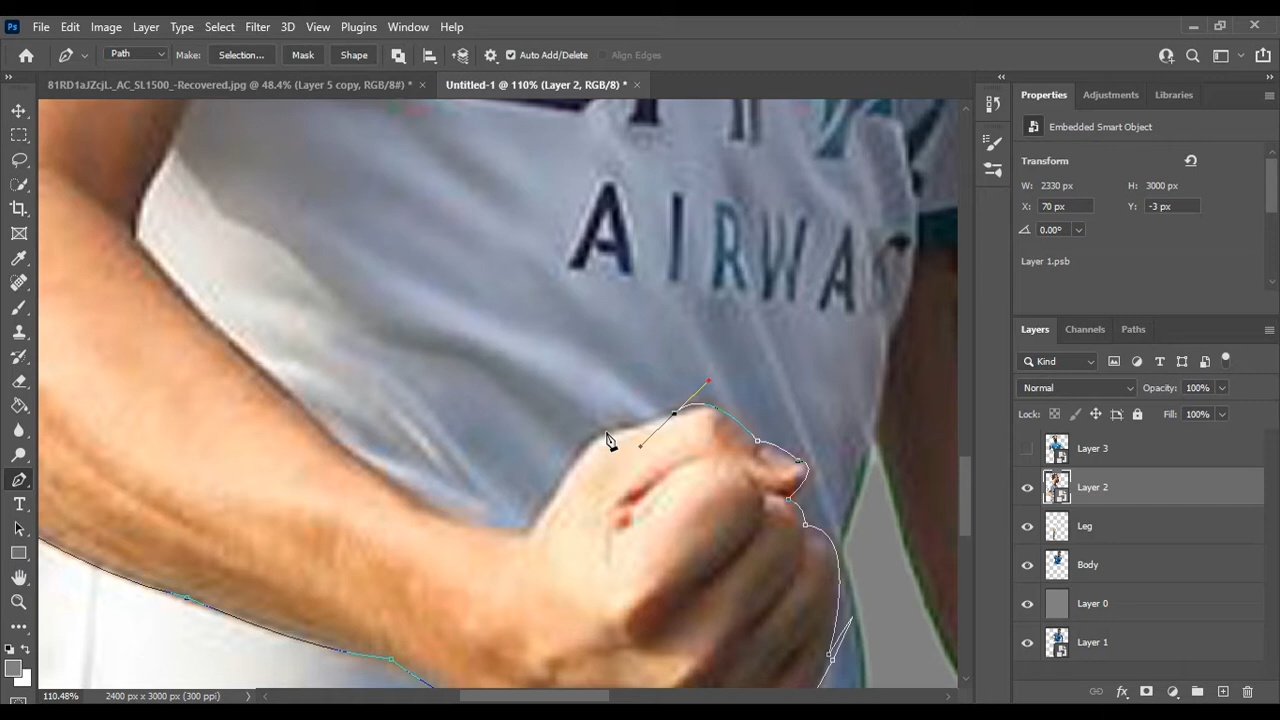 Ps File Edit Image Layer Type Select Filter 3D View Plugins Window Help
Path Make: Selection... Mask Shape Auto Add/Delete Align Edges
81RD1aJZcjL._AC_SL1500_-Recovered.jpg @ 48.4% (Layer 5 copy, RGB/8#) * Untitled-1 @ 110% (Layer 2, RGB/8) *
Properties Adjustments Libraries
Embedded Smart Object
Transform
W: 2330 px H: 3000 px
X: 70 px Y: -3 px
0.00°
Layer 1.psb
AIRWAYS
Layers Channels Paths
Kind
Normal Opacity: 100%
Lock: Fill: 100%
Layer 3
Layer 2
Leg
Body
Layer 0
Layer 1
110.48% 2400 px x 3000 px (300 ppi)